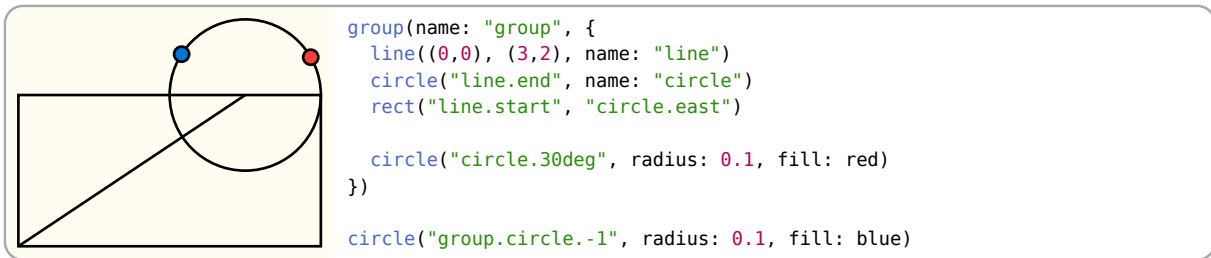 group(name: "group", {
  line((0,0), (3,2), name: "line")
  circle("line.end", name: "circle")
  rect("line.start", "circle.east")

  circle("circle.30deg", radius: 0.1, fill: red)
})

circle("group.circle.-1", radius: 0.1, fill: blue)